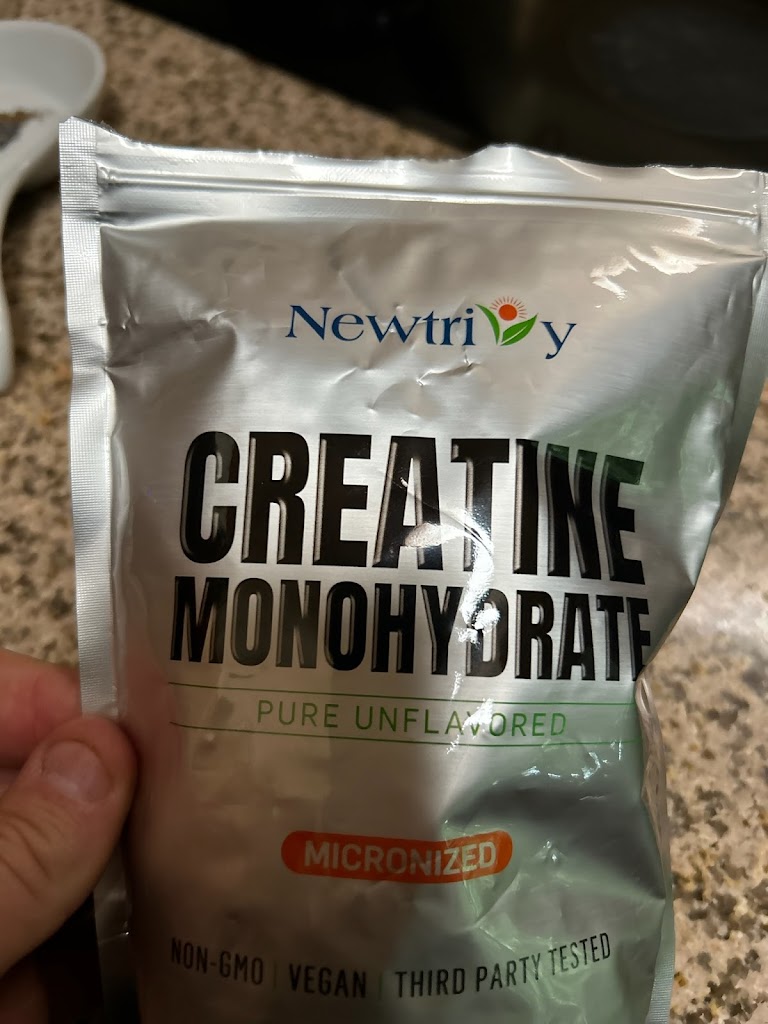 Newtrivy
CREATINE
MONOHYDRATE
PURE UNFLAVORED
MICRONIZED
NON-GMO | VEGAN | THIRD PARTY TESTED